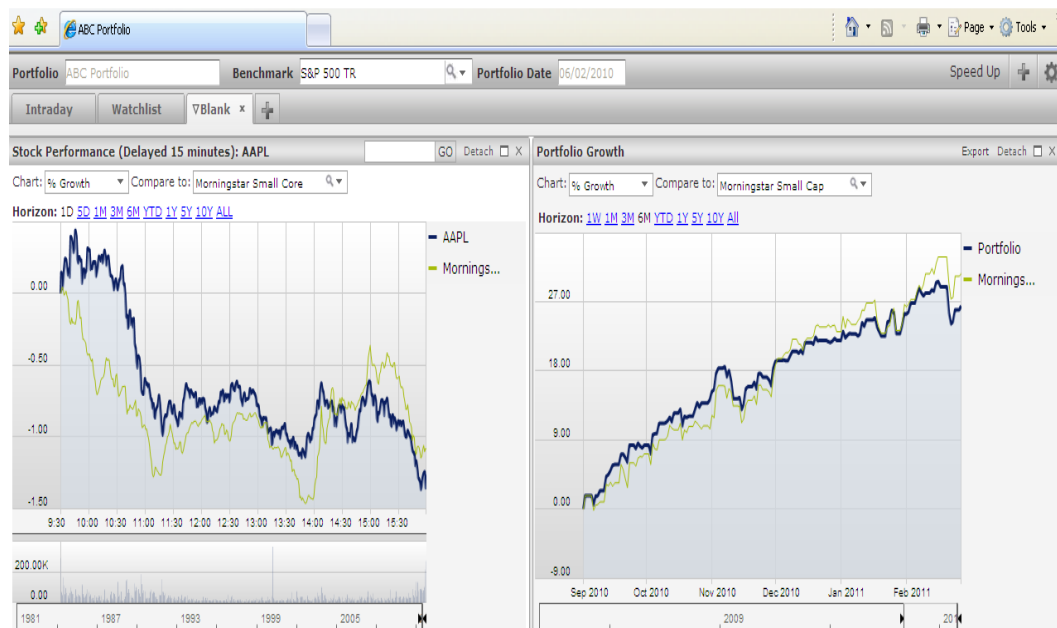 ABC Portfolio
Page Tools
Portfolio ABC Portfolio Benchmark S&P 500 TR Portfolio Date 06/02/2010 Speed Up
Intraday Watchlist ∇Blank x
Stock Performance (Delayed 15 minutes): AAPL GO Detach X
Chart: % Growth Compare to: Morningstar Small Core
Horizon: 1D 5D 1M 3M 6M YTD 1Y 5Y 10Y ALL
AAPL
Mornings...
0.00
-0.50
-1.00
-1.50
9:30 10:00 10:30 11:00 11:30 12:00 12:30 13:00 13:30 14:00 14:30 15:00 15:30
200.00K
0.00
1981 1987 1993 1999 2005
Portfolio Growth Export Detach X
Chart: % Growth Compare to: Morningstar Small Cap
Horizon: 1W 1M 3M 6M YTD 1Y 5Y 10Y All
Portfolio
Mornings...
27.00
18.00
9.00
0.00
-9.00
Sep 2010 Oct 2010 Nov 2010 Dec 2010 Jan 2011 Feb 2011
2009